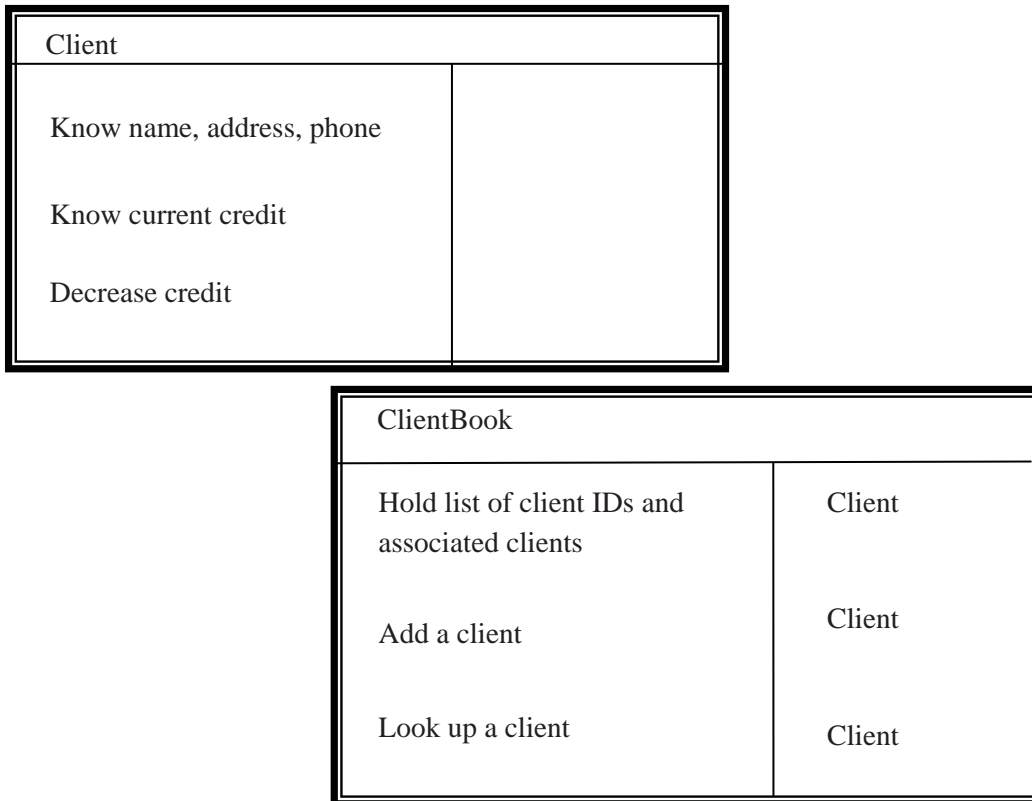 Client
Know name, address, phone
Know current credit
Decrease credit
ClientBook
Hold list of client IDs and
associated clients
Client
Add a client
Client
Look up a client
Client